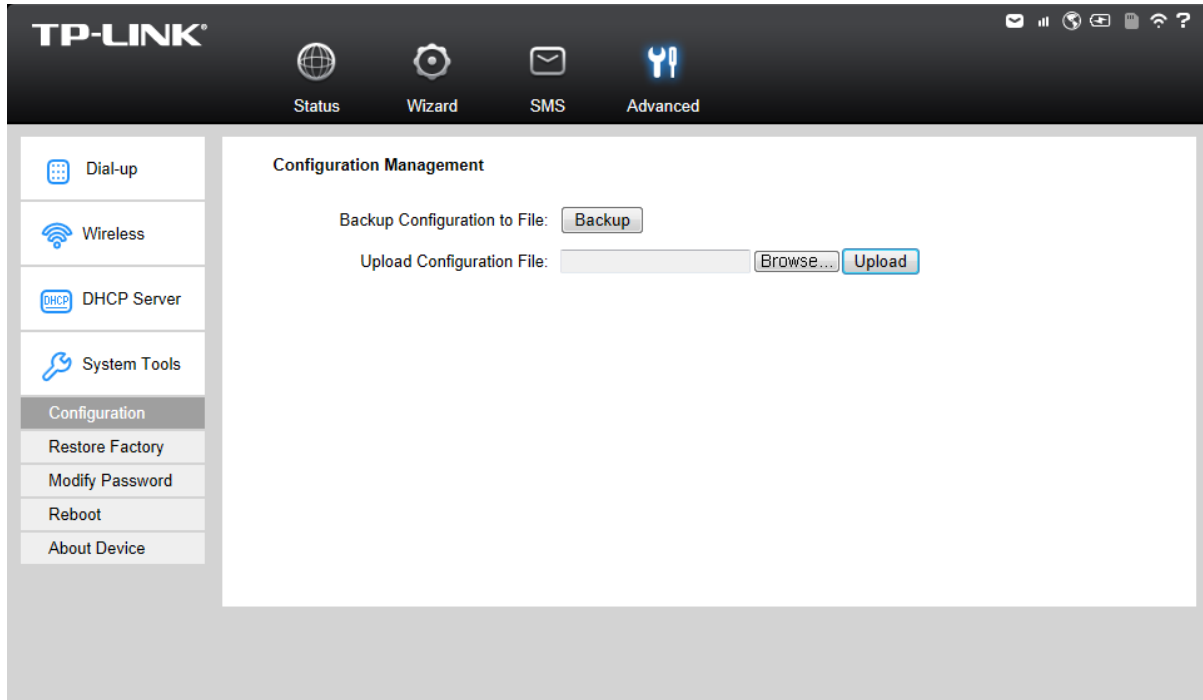 TP-LINK®
?
Status Wizard SMS Advanced
Dial-up
Wireless
DHCP DHCP Server
System Tools
Configuration
Restore Factory
Modify Password
Reboot
About Device
Configuration Management
Backup Configuration to File: Backup
Upload Configuration File: Browse... Upload